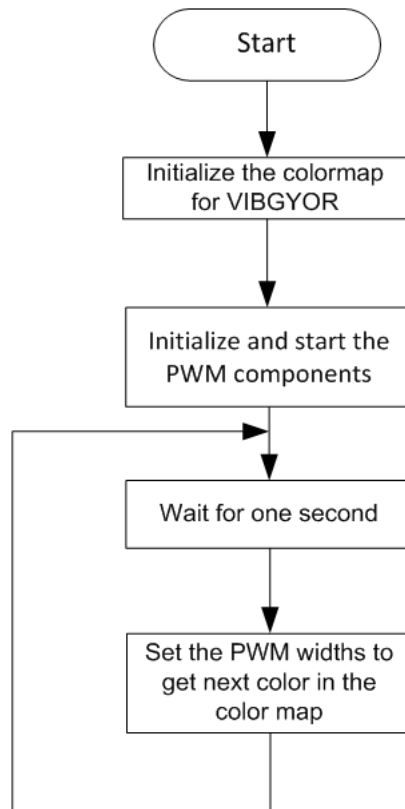 Start
Initialize the colormap
for VIBGYOR
Initialize and start the
PWM components
Wait for one second
Set the PWM widths to
get next color in the
color map